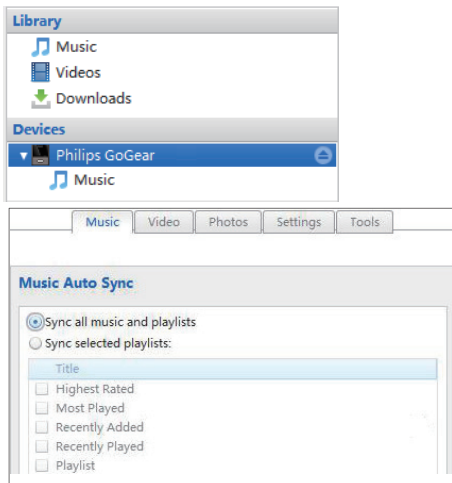 Library
Music
Videos
Downloads
Devices
Philips GoGear
Music
Music Video Photos Settings Tools
Music Auto Sync
Sync all music and playlists
Sync selected playlists:
Title
Highest Rated
Most Played
Recently Added
Recently Played
Playlist